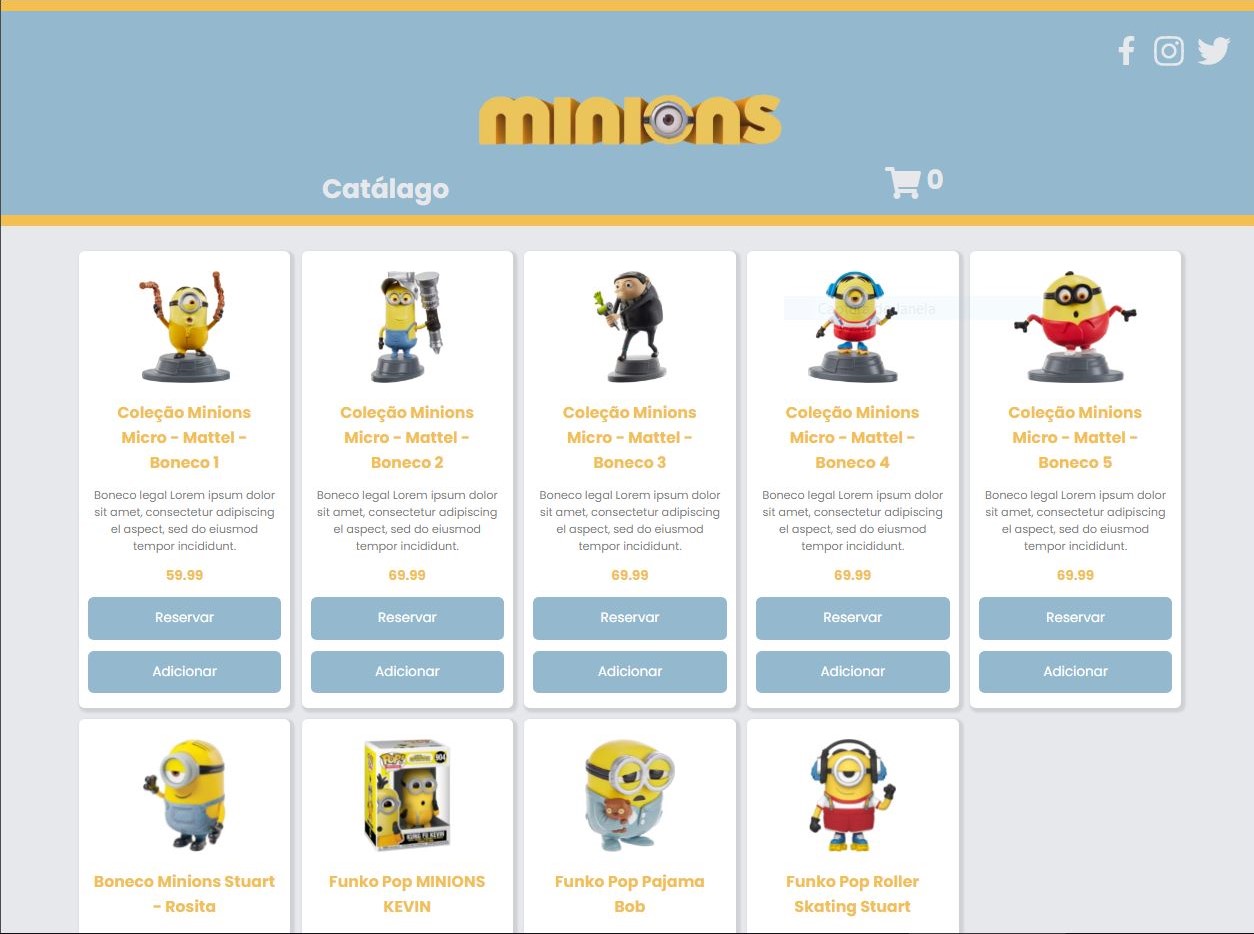 minions
Catálago
0
Coleção Minions
Micro - Mattel -
Boneco 1
Boneco legal Lorem ipsum dolor
sit amet, consectetur adipiscing
el aspect, sed do eiusmod
tempor incididunt.
59.99
Reservar
Adicionar
Coleção Minions
Micro - Mattel -
Boneco 2
Boneco legal Lorem ipsum dolor
sit amet, consectetur adipiscing
el aspect, sed do eiusmod
tempor incididunt.
69.99
Reservar
Adicionar
Coleção Minions
Micro - Mattel -
Boneco 3
Boneco legal Lorem ipsum dolor
sit amet, consectetur adipiscing
el aspect, sed do eiusmod
tempor incididunt.
69.99
Reservar
Adicionar
Coleção Minions
Micro - Mattel -
Boneco 4
Boneco legal Lorem ipsum dolor
sit amet, consectetur adipiscing
el aspect, sed do eiusmod
tempor incididunt.
69.99
Reservar
Adicionar
Coleção Minions
Micro - Mattel -
Boneco 5
Boneco legal Lorem ipsum dolor
sit amet, consectetur adipiscing
el aspect, sed do eiusmod
tempor incididunt.
69.99
Reservar
Adicionar
Boneco Minions Stuart
- Rosita
POP!
904
KUNG FU KEVIN
Funko Pop MINIONS
KEVIN
Funko Pop Pajama
Bob
Funko Pop Roller
Skating Stuart